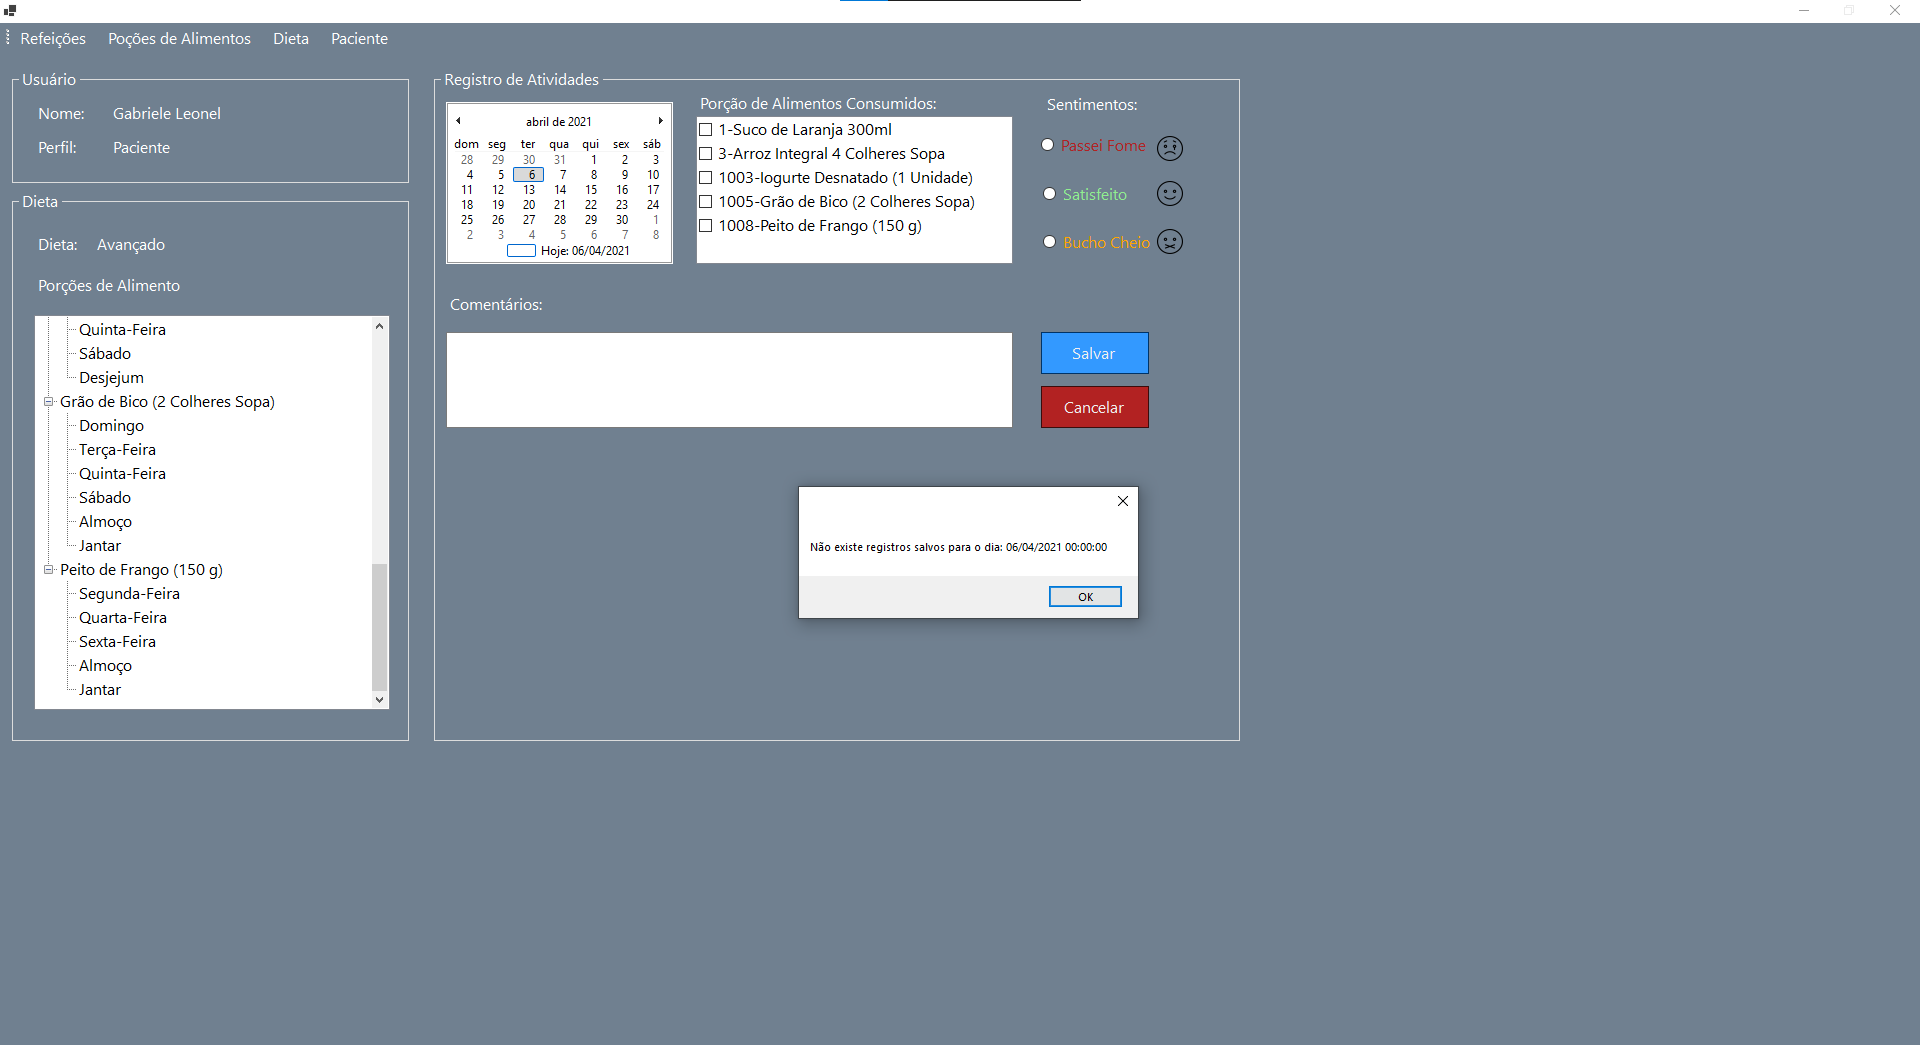 Refeições Poções de Alimentos Dieta Paciente
Usuário
Nome: Gabriele Leonel
Perfil: Paciente
Dieta
Dieta: Avançado
Porções de Alimento
Quinta-Feira
Sábado
Desjejum
Grão de Bico (2 Colheres Sopa)
Domingo
Terça-Feira
Quinta-Feira
Sábado
Almoço
Jantar
Peito de Frango (150 g)
Segunda-Feira
Quarta-Feira
Sexta-Feira
Almoço
Jantar
Registro de Atividades
abril de 2021
dom seg ter qua qui sex sáb
28 29 30 31 1 2 3
4 5 6 7 8 9 10
11 12 13 14 15 16 17
18 19 20 21 22 23 24
25 26 27 28 29 30 1
2 3 4 5 6 7 8
Hoje: 06/04/2021
Porção de Alimentos Consumidos:
1-Suco de Laranja 300ml
3-Arroz Integral 4 Colheres Sopa
1003-Iogurte Desnatado (1 Unidade)
1005-Grão de Bico (2 Colheres Sopa)
1008-Peito de Frango (150 g)
Sentimentos:
Passei Fome
Satisfeito
Bucho Cheio
Comentários:
Salvar
Cancelar
Não existe registros salvos para o dia: 06/04/2021 00:00:00
OK